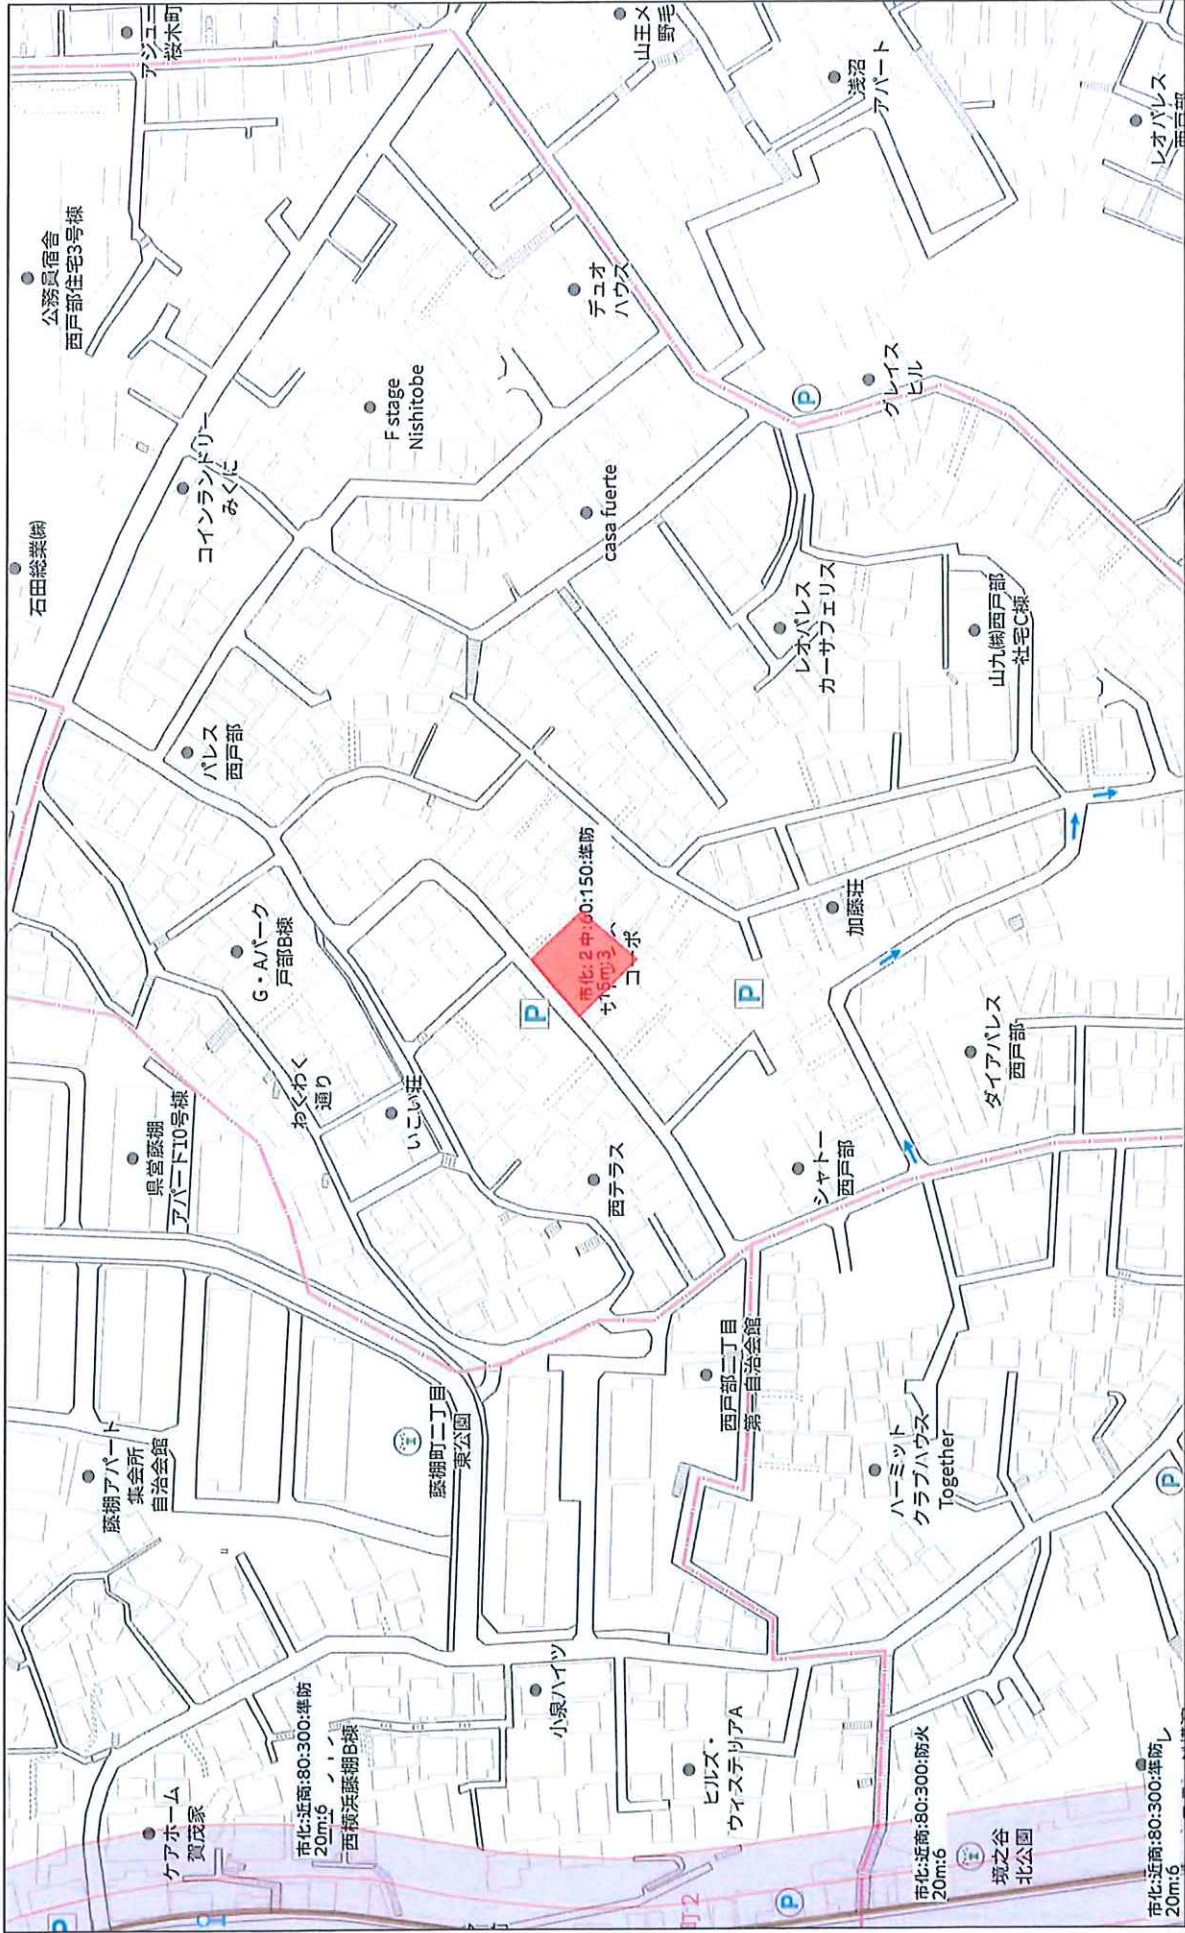 藤棚アパート
集会所
自治会館
県営藤棚
アパート10号棟
石田総業㈱
公務員宿舎
西戸部住宅3号棟
アジュール
桜木町
ケアホーム
賀茂家
市化:近商:80:300:準防
20m:6
西横浜藤棚B棟
藤棚町二丁目
東公園
わくわく
通り
G・Aパーク
戸部B棟
パレス
西戸部
コインランドリー
みくに
F stage
Nishitobe
いこい荘
小泉ハイツ
西テラス
P
市化:2中:60:150:準防
15m:3
コーポ
casa fuerte
デュオ
ハウス
山王メ
野毛
町2
ヒルズ・
ウィステリアA
西戸部二丁目
第一自治会館
シャトー
西戸部
P
加藤荘
レオパレス
カーサフェリス
P
グレイス
ヒル
浅沼
アパート
P
市化:近商:80:300:防火
20m:6
境之谷
北公園
ハーミット
クラブハウス
Together
ダイアパレス
西戸部
山九㈱西戸部
社宅C棟
レオパレス
西戸部
市化:近商:80:300:準防
20m:6
P
P